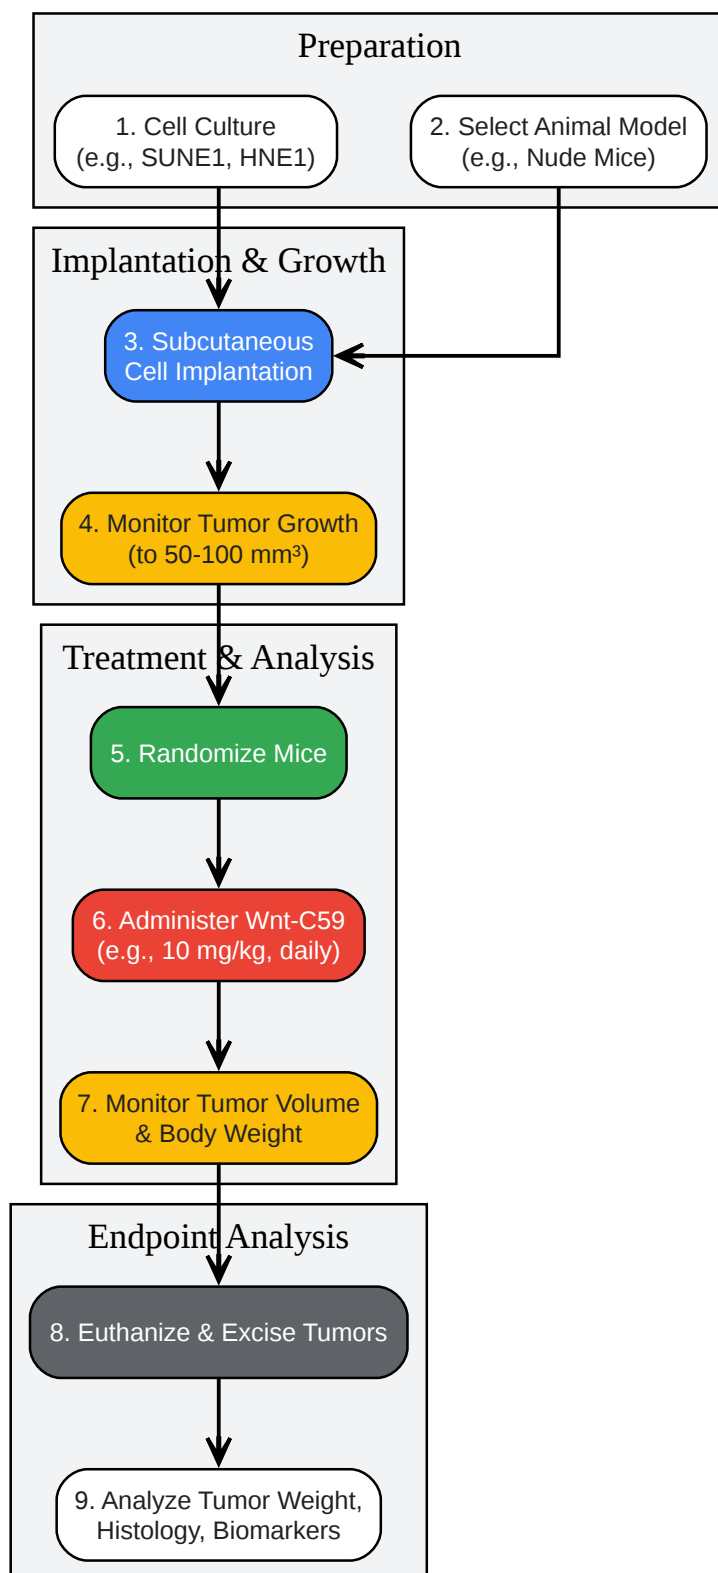 Preparation
1. Cell Culture
(e.g., SUNE1, HNE1)
2. Select Animal Model
(e.g., Nude Mice)
Implantation & Growth
3. Subcutaneous
Cell Implantation
4. Monitor Tumor Growth
(to 50-100 mm³)
Treatment & Analysis
5. Randomize Mice
6. Administer Wnt-C59
(e.g., 10 mg/kg, daily)
7. Monitor Tumor Volume
& Body Weight
Endpoint Analysis
8. Euthanize & Excise Tumors
9. Analyze Tumor Weight,
Histology, Biomarkers